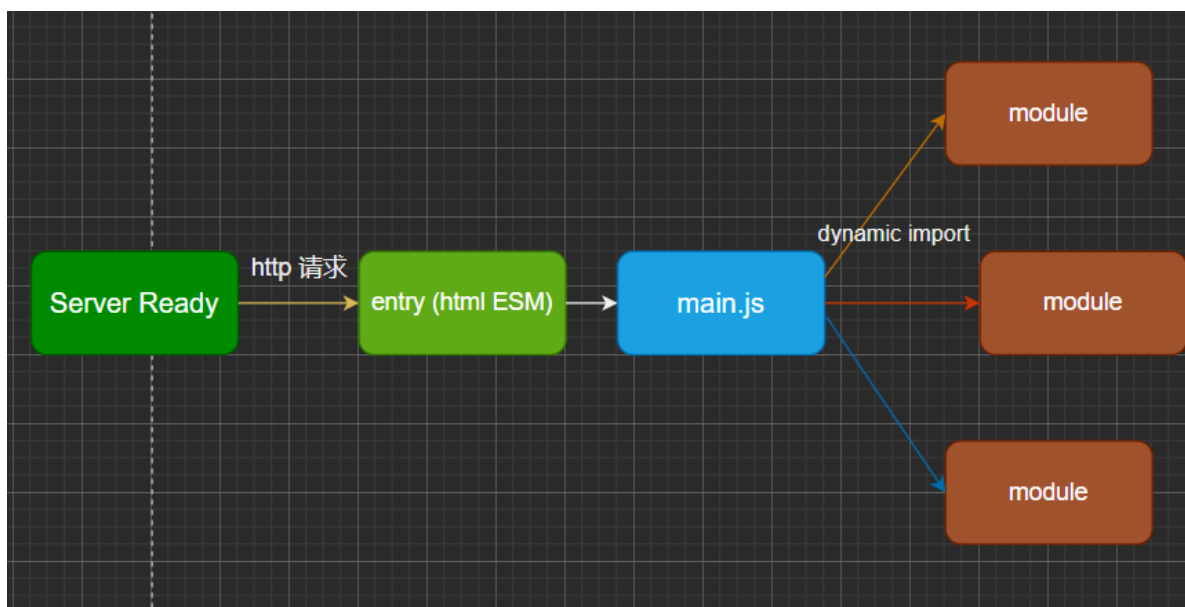 Server Ready
http 请求
entry (html ESM)
main.js
dynamic import
module
module
module